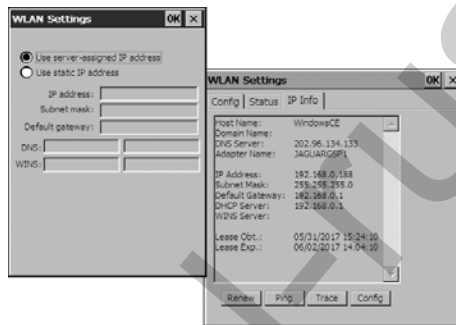 WLAN Settings OK ×
Use server-assigned IP address
Use static IP address
IP address:
Subnet mask:
Default gateway:
DNS:
WINS:
WLAN Settings OK ×
Config Status IP Info
Host Name: WindowsCE
Domain Name:
DNS Server: 202.96.134.133
Adapter Name: JAGUARGSP1
IP Address: 192.168.0.188
Subnet Mask: 255.255.255.0
Default Gateway: 192.168.0.1
DHCP Server: 192.168.0.1
WINS Server:
Lease Obt.: 05/31/2017 15:24:10
Lease Exp.: 06/02/2017 14:04:10
Renew Ping Trace Config